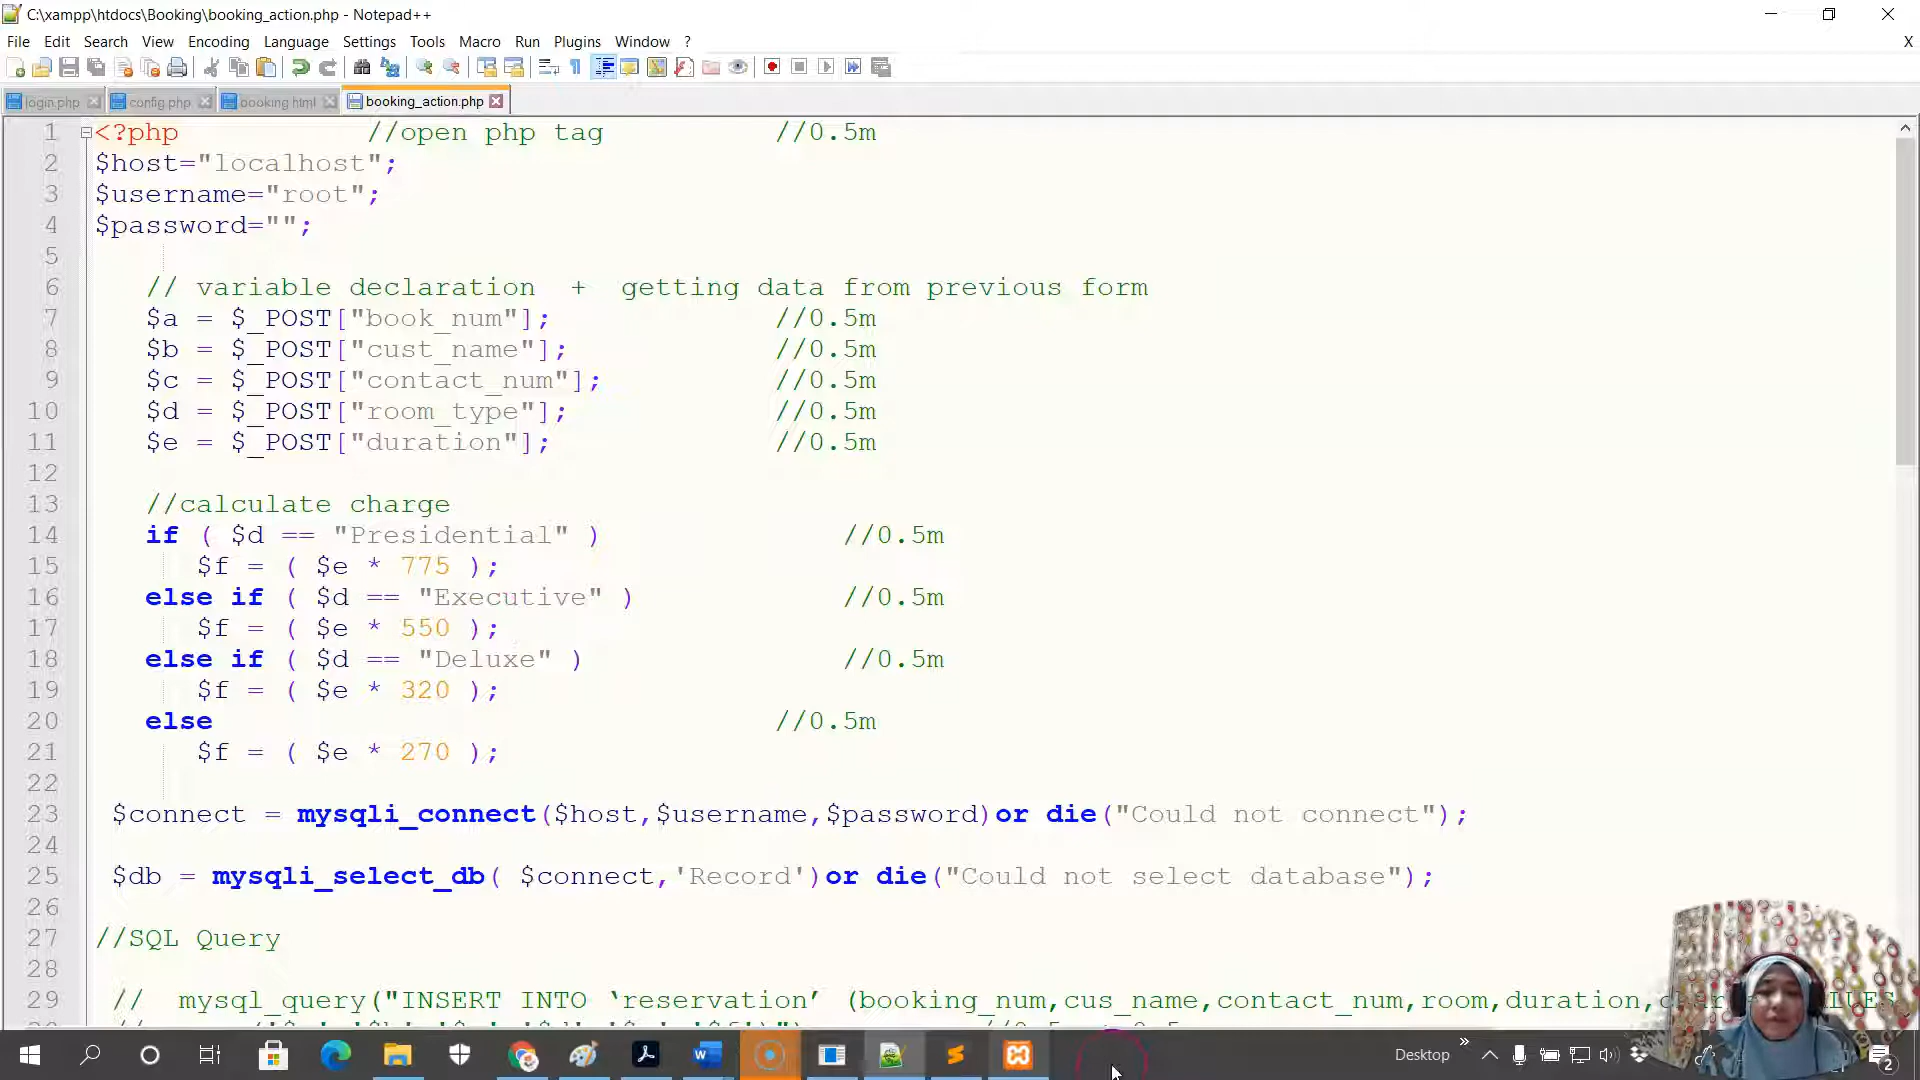 C:\xampp\htdocs\Booking\booking_action.php - Notepad++
File Edit Search View Encoding Language Settings Tools Macro Run Plugins Window ?
X
login.php config.php booking.html booking_action.php
1 <?php //open php tag //0.5m
2 $host="localhost";
3 $username="root";
4 $password="";
5
6 // variable declaration + getting data from previous form
7 $a = $_POST["book_num"]; //0.5m
8 $b = $_POST["cust_name"]; //0.5m
9 $c = $_POST["contact_num"]; //0.5m
10 $d = $_POST["room_type"]; //0.5m
11 $e = $_POST["duration"]; //0.5m
12
13 //calculate charge
14 if ( $d == "Presidential" ) //0.5m
15 $f = ( $e * 775 );
16 else if ( $d == "Executive" ) //0.5m
17 $f = ( $e * 550 );
18 else if ( $d == "Deluxe" ) //0.5m
19 $f = ( $e * 320 );
20 else //0.5m
21 $f = ( $e * 270 );
22
23 $connect = mysqli_connect($host,$username,$password)or die("Could not connect");
24
25 $db = mysqli_select_db( $connect,'Record')or die("Could not select database");
26
27 //SQL Query
28
29 // mysql_query("INSERT INTO ‘reservation’ (booking_num,cus_name,contact_num,room,duration,
Desktop
2